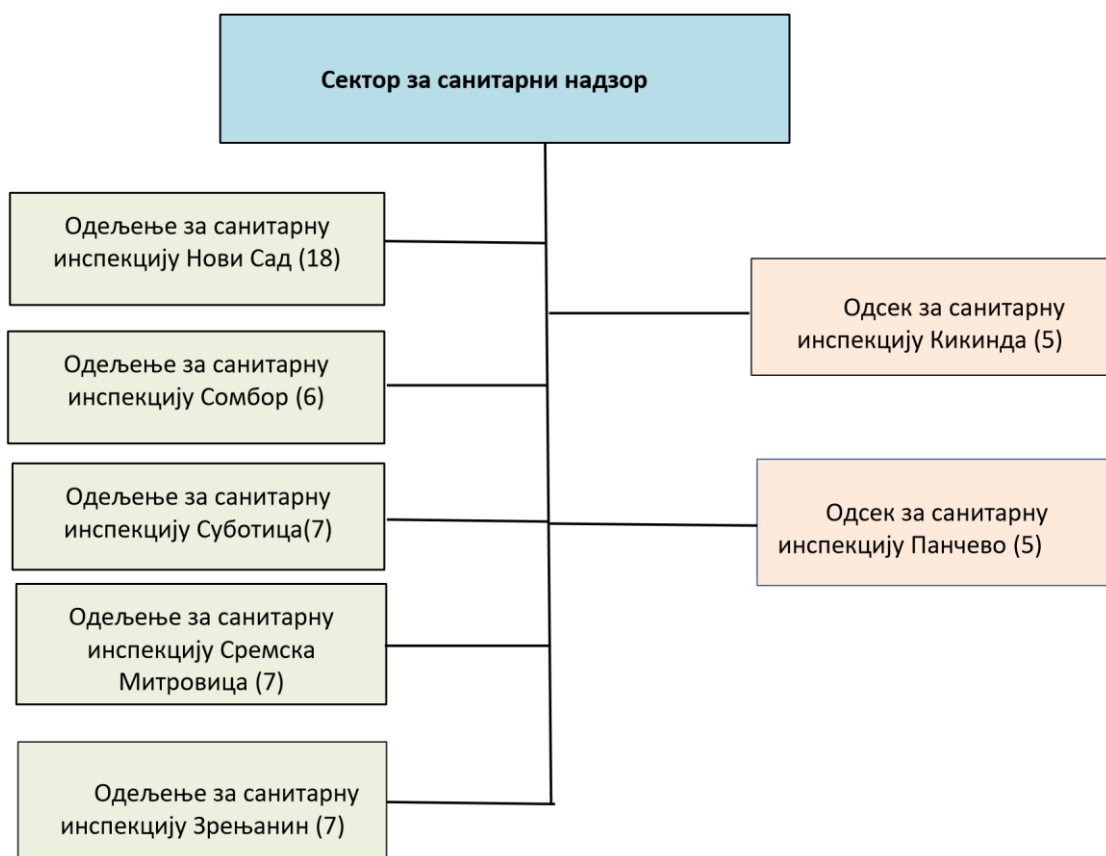 Сектор за санитарни надзор
Одељење за санитарну
инспекцију Нови Сад (18)
Одељење за санитарну
инспекцију Сомбор (6)
Одељење за санитарну
инспекцију Суботица(7)
Одељење за санитарну
инспекцију Сремска
Митровица (7)
Одељење за санитарну
инспекцију Зрењанин (7)
Одсек за санитарну
инспекцију Кикинда (5)
Одсек за санитарну
инспекцију Панчево (5)